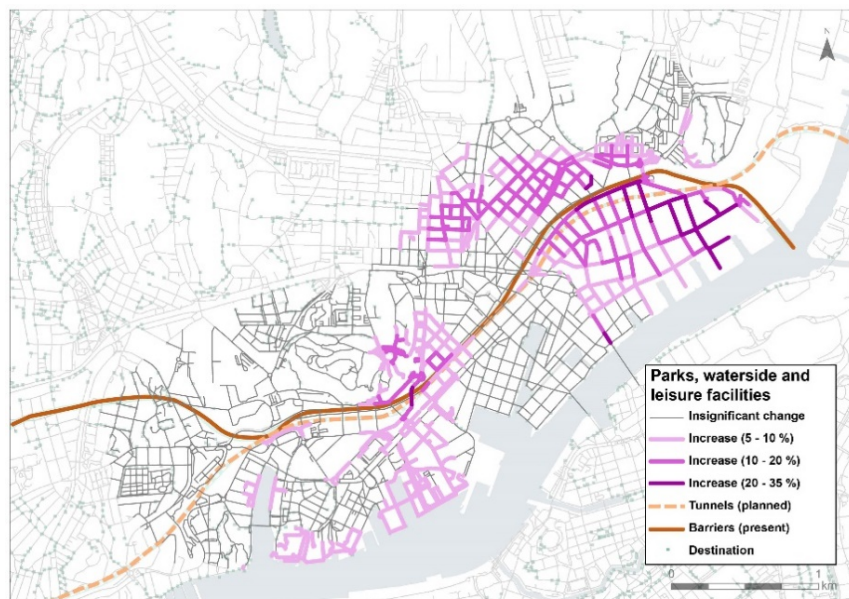 N
Parks, waterside and
leisure facilities
Insignificant change
Increase (5 - 10 %)
Increase (10 - 20 %)
Increase (20 - 35 %)
Tunnels (planned)
Barriers (present)
Destination
0 1
km